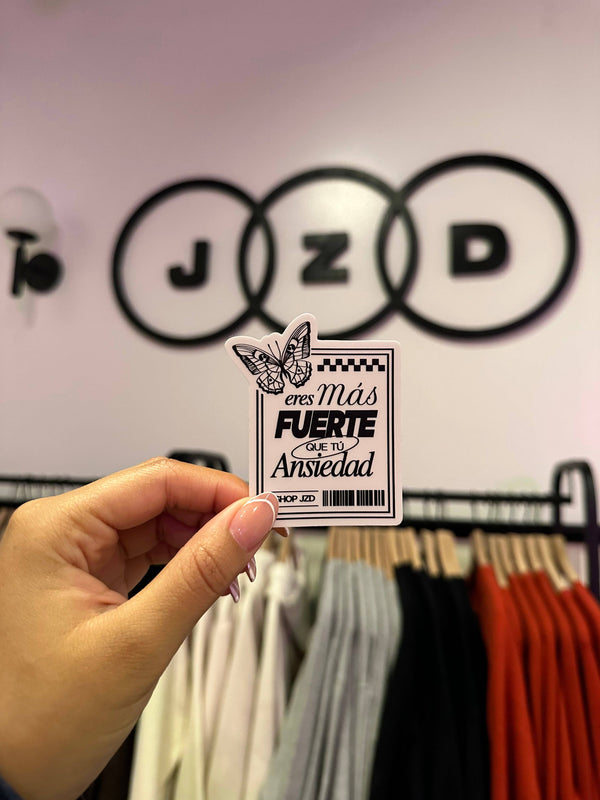 J Z D
eres Más
FUERTE
QUE TÚ
Ansiedad
SHOP JZD